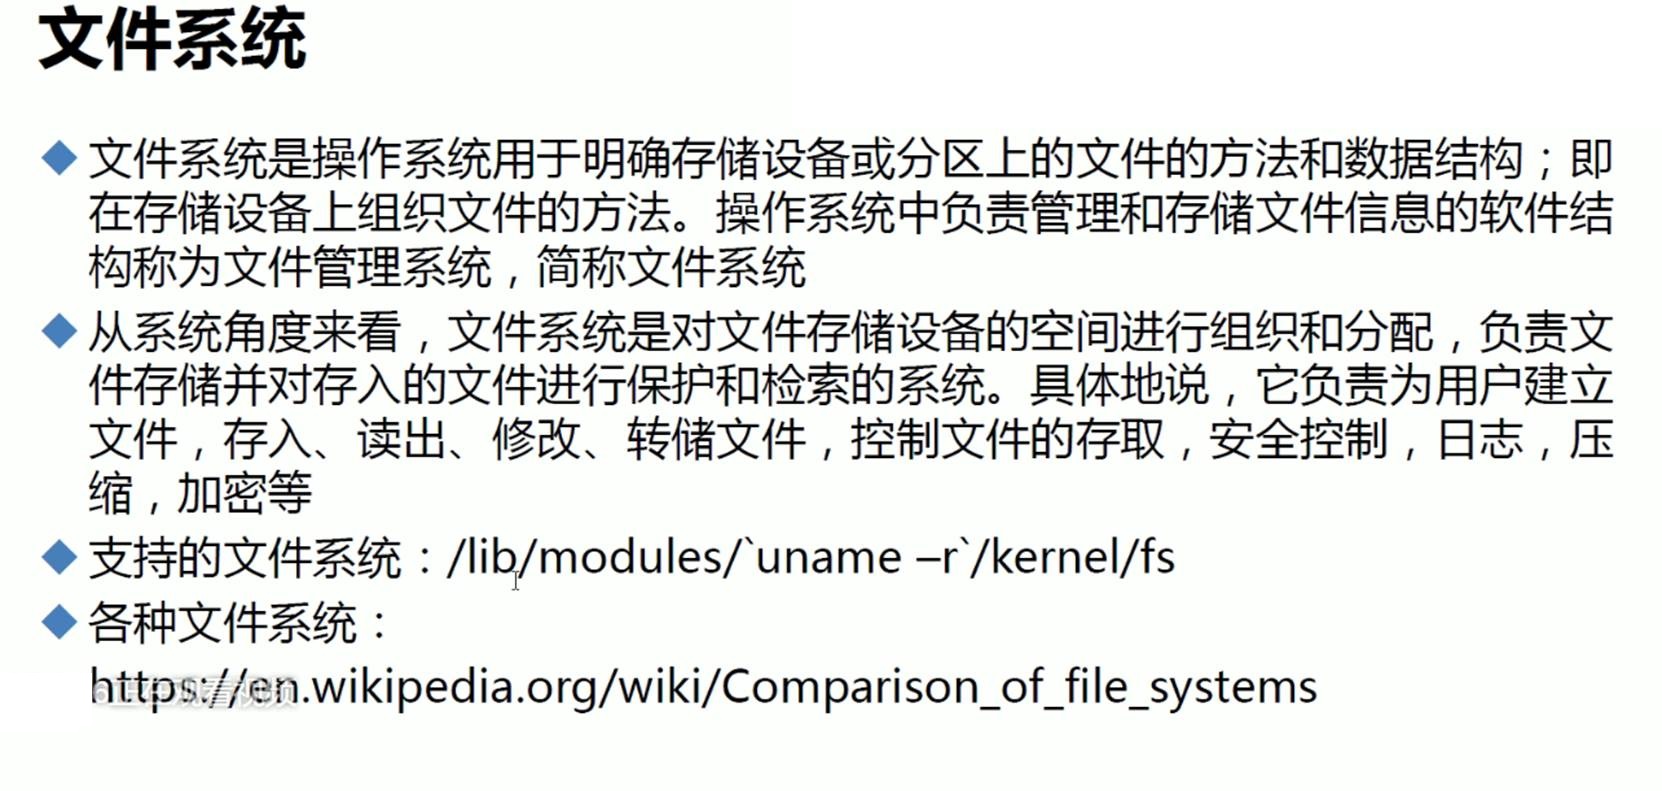 文件系统
文件系统是操作系统用于明确存储设备或分区上的文件的方法和数据结构；即
在存储设备上组织文件的方法。操作系统中负责管理和存储文件信息的软件结
构称为文件管理系统，简称文件系统
从系统角度来看，文件系统是对文件存储设备的空间进行组织和分配，负责文
件存储并对存入的文件进行保护和检索的系统。具体地说，它负责为用户建立
文件，存入、读出、修改、转储文件，控制文件的存取，安全控制，日志，压
缩，加密等
支持的文件系统：/lib/modules/`uname –r`/kernel/fs
各种文件系统：
https://en.wikipedia.org/wiki/Comparison_of_file_systems
正在观看视频